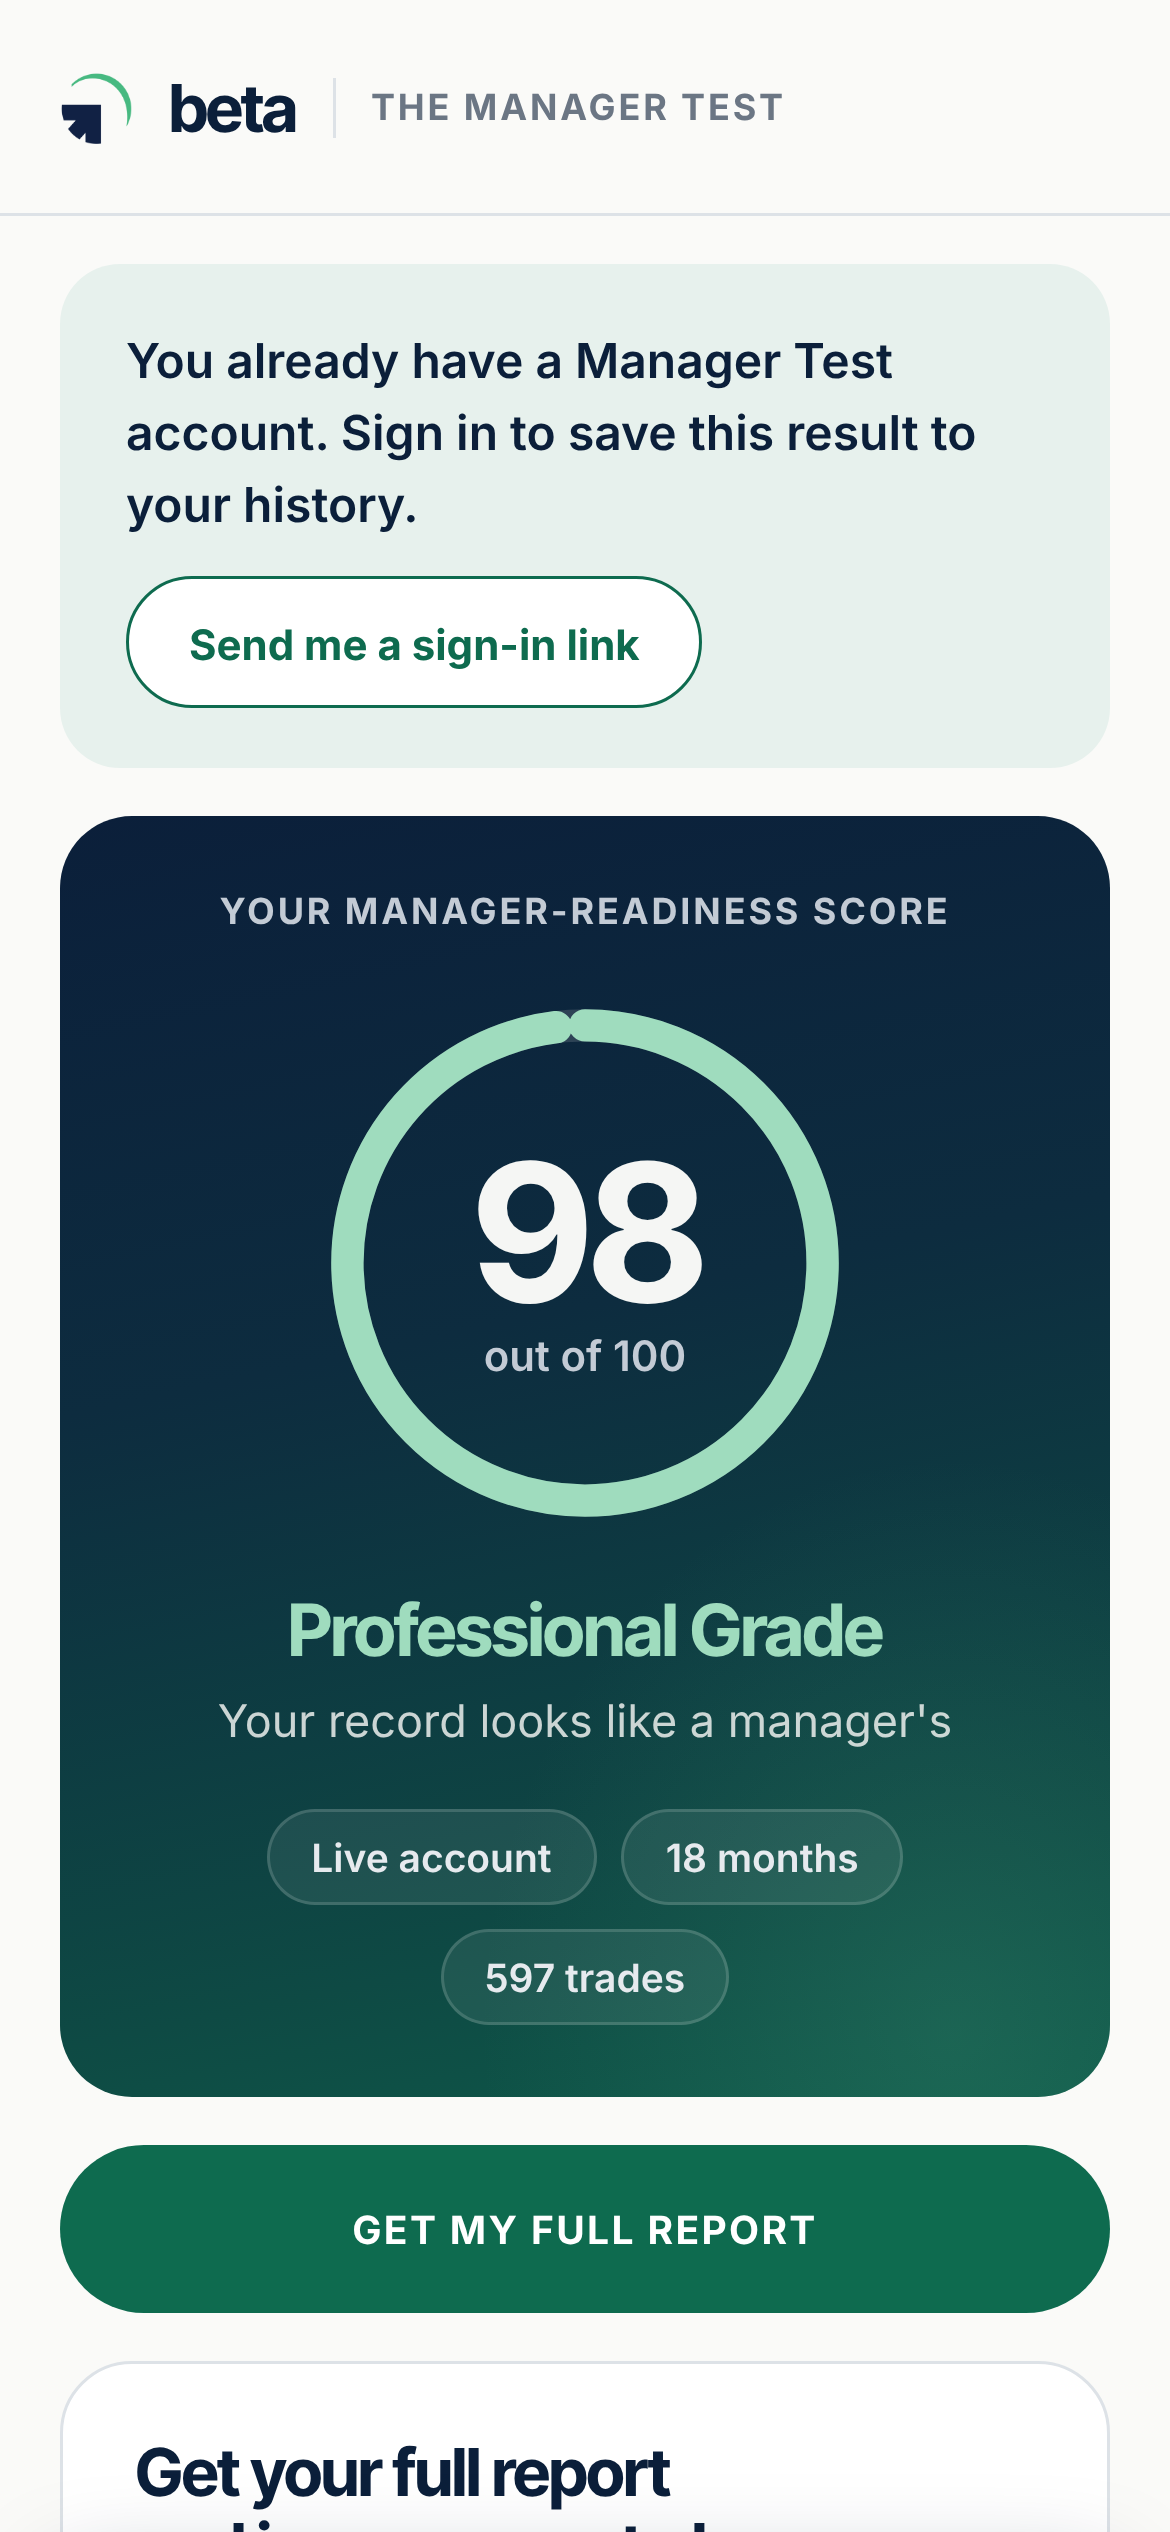 beta
THE MANAGER TEST
You already have a Manager Test
account. Sign in to save this result to
your history.
Send me a sign-in link
YOUR MANAGER-READINESS SCORE
98
out of 100
Professional Grade
Your record looks like a manager's
Live account
18 months
597 trades
GET MY FULL REPORT
Get your full report